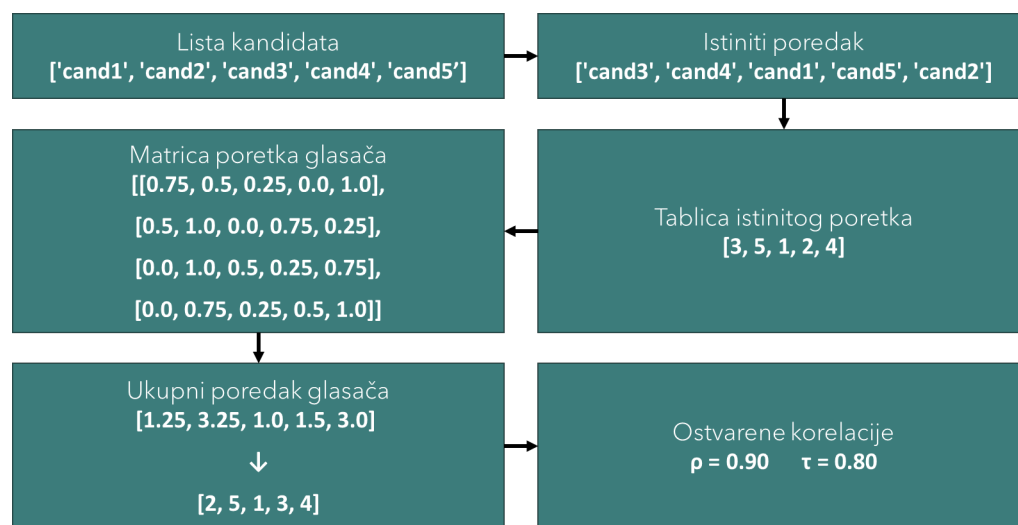 Lista kandidata
['cand1', 'cand2', 'cand3', 'cand4', 'cand5’]
Istiniti poredak
['cand3', 'cand4', 'cand1', 'cand5', 'cand2']
Matrica poretka glasača
[[0.75, 0.5, 0.25, 0.0, 1.0],
[0.5, 1.0, 0.0, 0.75, 0.25],
[0.0, 1.0, 0.5, 0.25, 0.75],
[0.0, 0.75, 0.25, 0.5, 1.0]]
Tablica istinitog poretka
[3, 5, 1, 2, 4]
Ukupni poredak glasača
[1.25, 3.25, 1.0, 1.5, 3.0]
↓
[2, 5, 1, 3, 4]
Ostvarene korelacije
ρ = 0.90 τ = 0.80